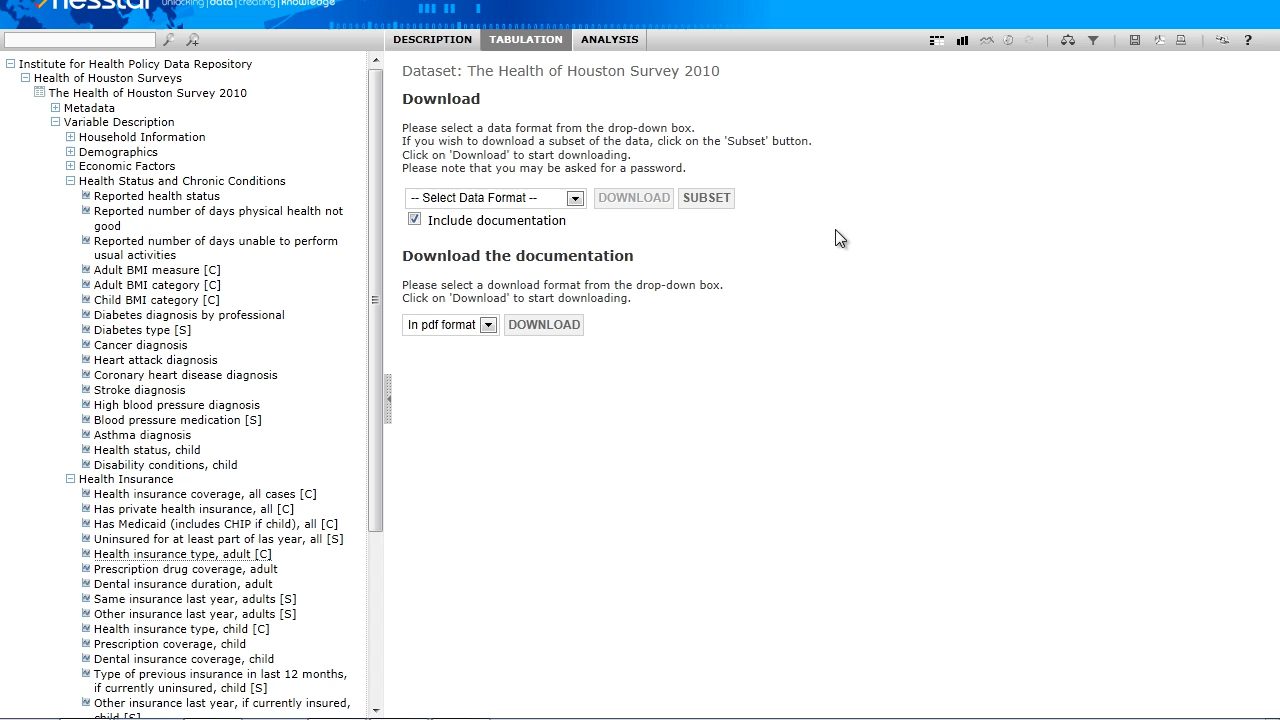 nesstar unlocking | data | creating | knowledge
DESCRIPTION TABULATION ANALYSIS
Institute for Health Policy Data Repository
Health of Houston Surveys
The Health of Houston Survey 2010
Metadata
Variable Description
Household Information
Demographics
Economic Factors
Health Status and Chronic Conditions
Reported health status
Reported number of days physical health not
good
Reported number of days unable to perform
usual activities
Adult BMI measure [C]
Adult BMI category [C]
Child BMI category [C]
Diabetes diagnosis by professional
Diabetes type [S]
Cancer diagnosis
Heart attack diagnosis
Coronary heart disease diagnosis
Stroke diagnosis
High blood pressure diagnosis
Blood pressure medication [S]
Asthma diagnosis
Health status, child
Disability conditions, child
Health Insurance
Health insurance coverage, all cases [C]
Has private health insurance, all [C]
Has Medicaid (includes CHIP if child), all [C]
Uninsured for at least part of las year, all [S]
Health insurance type, adult [C]
Prescription drug coverage, adult
Dental insurance duration, adult
Same insurance last year, adults [S]
Other insurance last year, adults [S]
Health insurance type, child [C]
Prescription coverage, child
Dental insurance coverage, child
Type of previous insurance in last 12 months,
if currently uninsured, child [S]
Other insurance last year, if currently insured,
child [S]
Dataset: The Health of Houston Survey 2010
Download
Please select a data format from the drop-down box.
If you wish to download a subset of the data, click on the 'Subset' button.
Click on 'Download' to start downloading.
Please note that you may be asked for a password.
-- Select Data Format -- DOWNLOAD SUBSET
Include documentation
Download the documentation
Please select a download format from the drop-down box.
Click on 'Download' to start downloading.
In pdf format DOWNLOAD